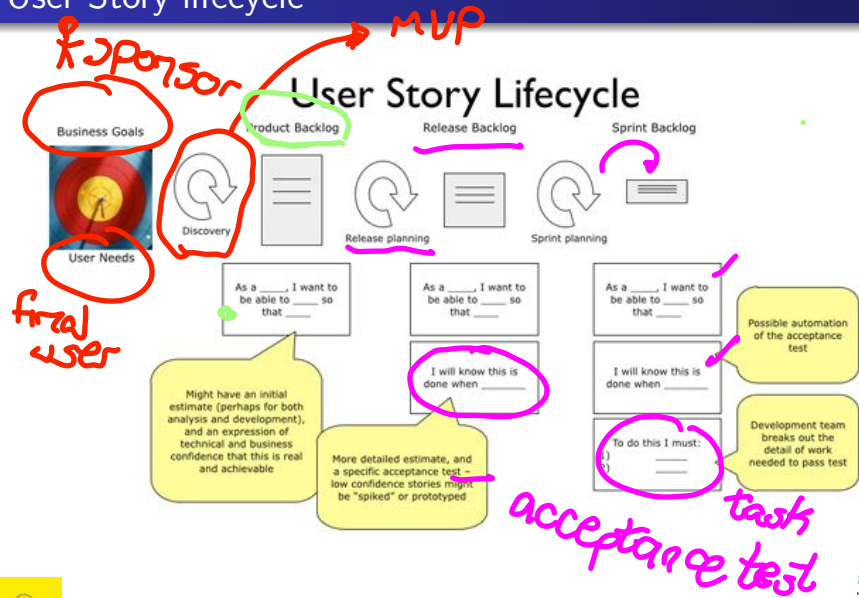 User Story lifecycle
MVP
sponsor
User Story Lifecycle
Business Goals
Product Backlog
Release Backlog
Sprint Backlog
Discovery
Release planning
Sprint planning
User Needs
final
user
As a ____, I want to
be able to ____ so
that ____
As a ____, I want to
be able to ____ so
that ____
As a ____, I want to
be able to ____ so
that ____
Possible automation
of the acceptance
test
I will know this is
done when ________
I will know this is
done when ________
Might have an initial
estimate (perhaps for both
analysis and development),
and an expression of
technical and business
confidence that this is real
and achievable
More detailed estimate, and
a specific acceptance test –
low confidence stories might
be "spiked" or prototyped
To do this I must:
1) ____
2) ____
Development team
breaks out the
detail of work
needed to pass test
task
acceptance test